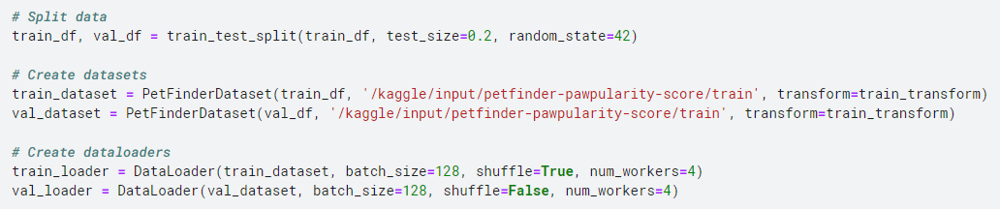 # Split data
train_df, val_df = train_test_split(train_df, test_size=0.2, random_state=42)
# Create datasets
train_dataset = PetFinderDataset(train_df, '/kaggle/input/petfinder-pawpularity-score/train', transform=train_transform)
val_dataset = PetFinderDataset(val_df, '/kaggle/input/petfinder-pawpularity-score/train', transform=train_transform)
# Create dataloaders
train_loader = DataLoader(train_dataset, batch_size=128, shuffle=True, num_workers=4)
val_loader = DataLoader(val_dataset, batch_size=128, shuffle=False, num_workers=4)